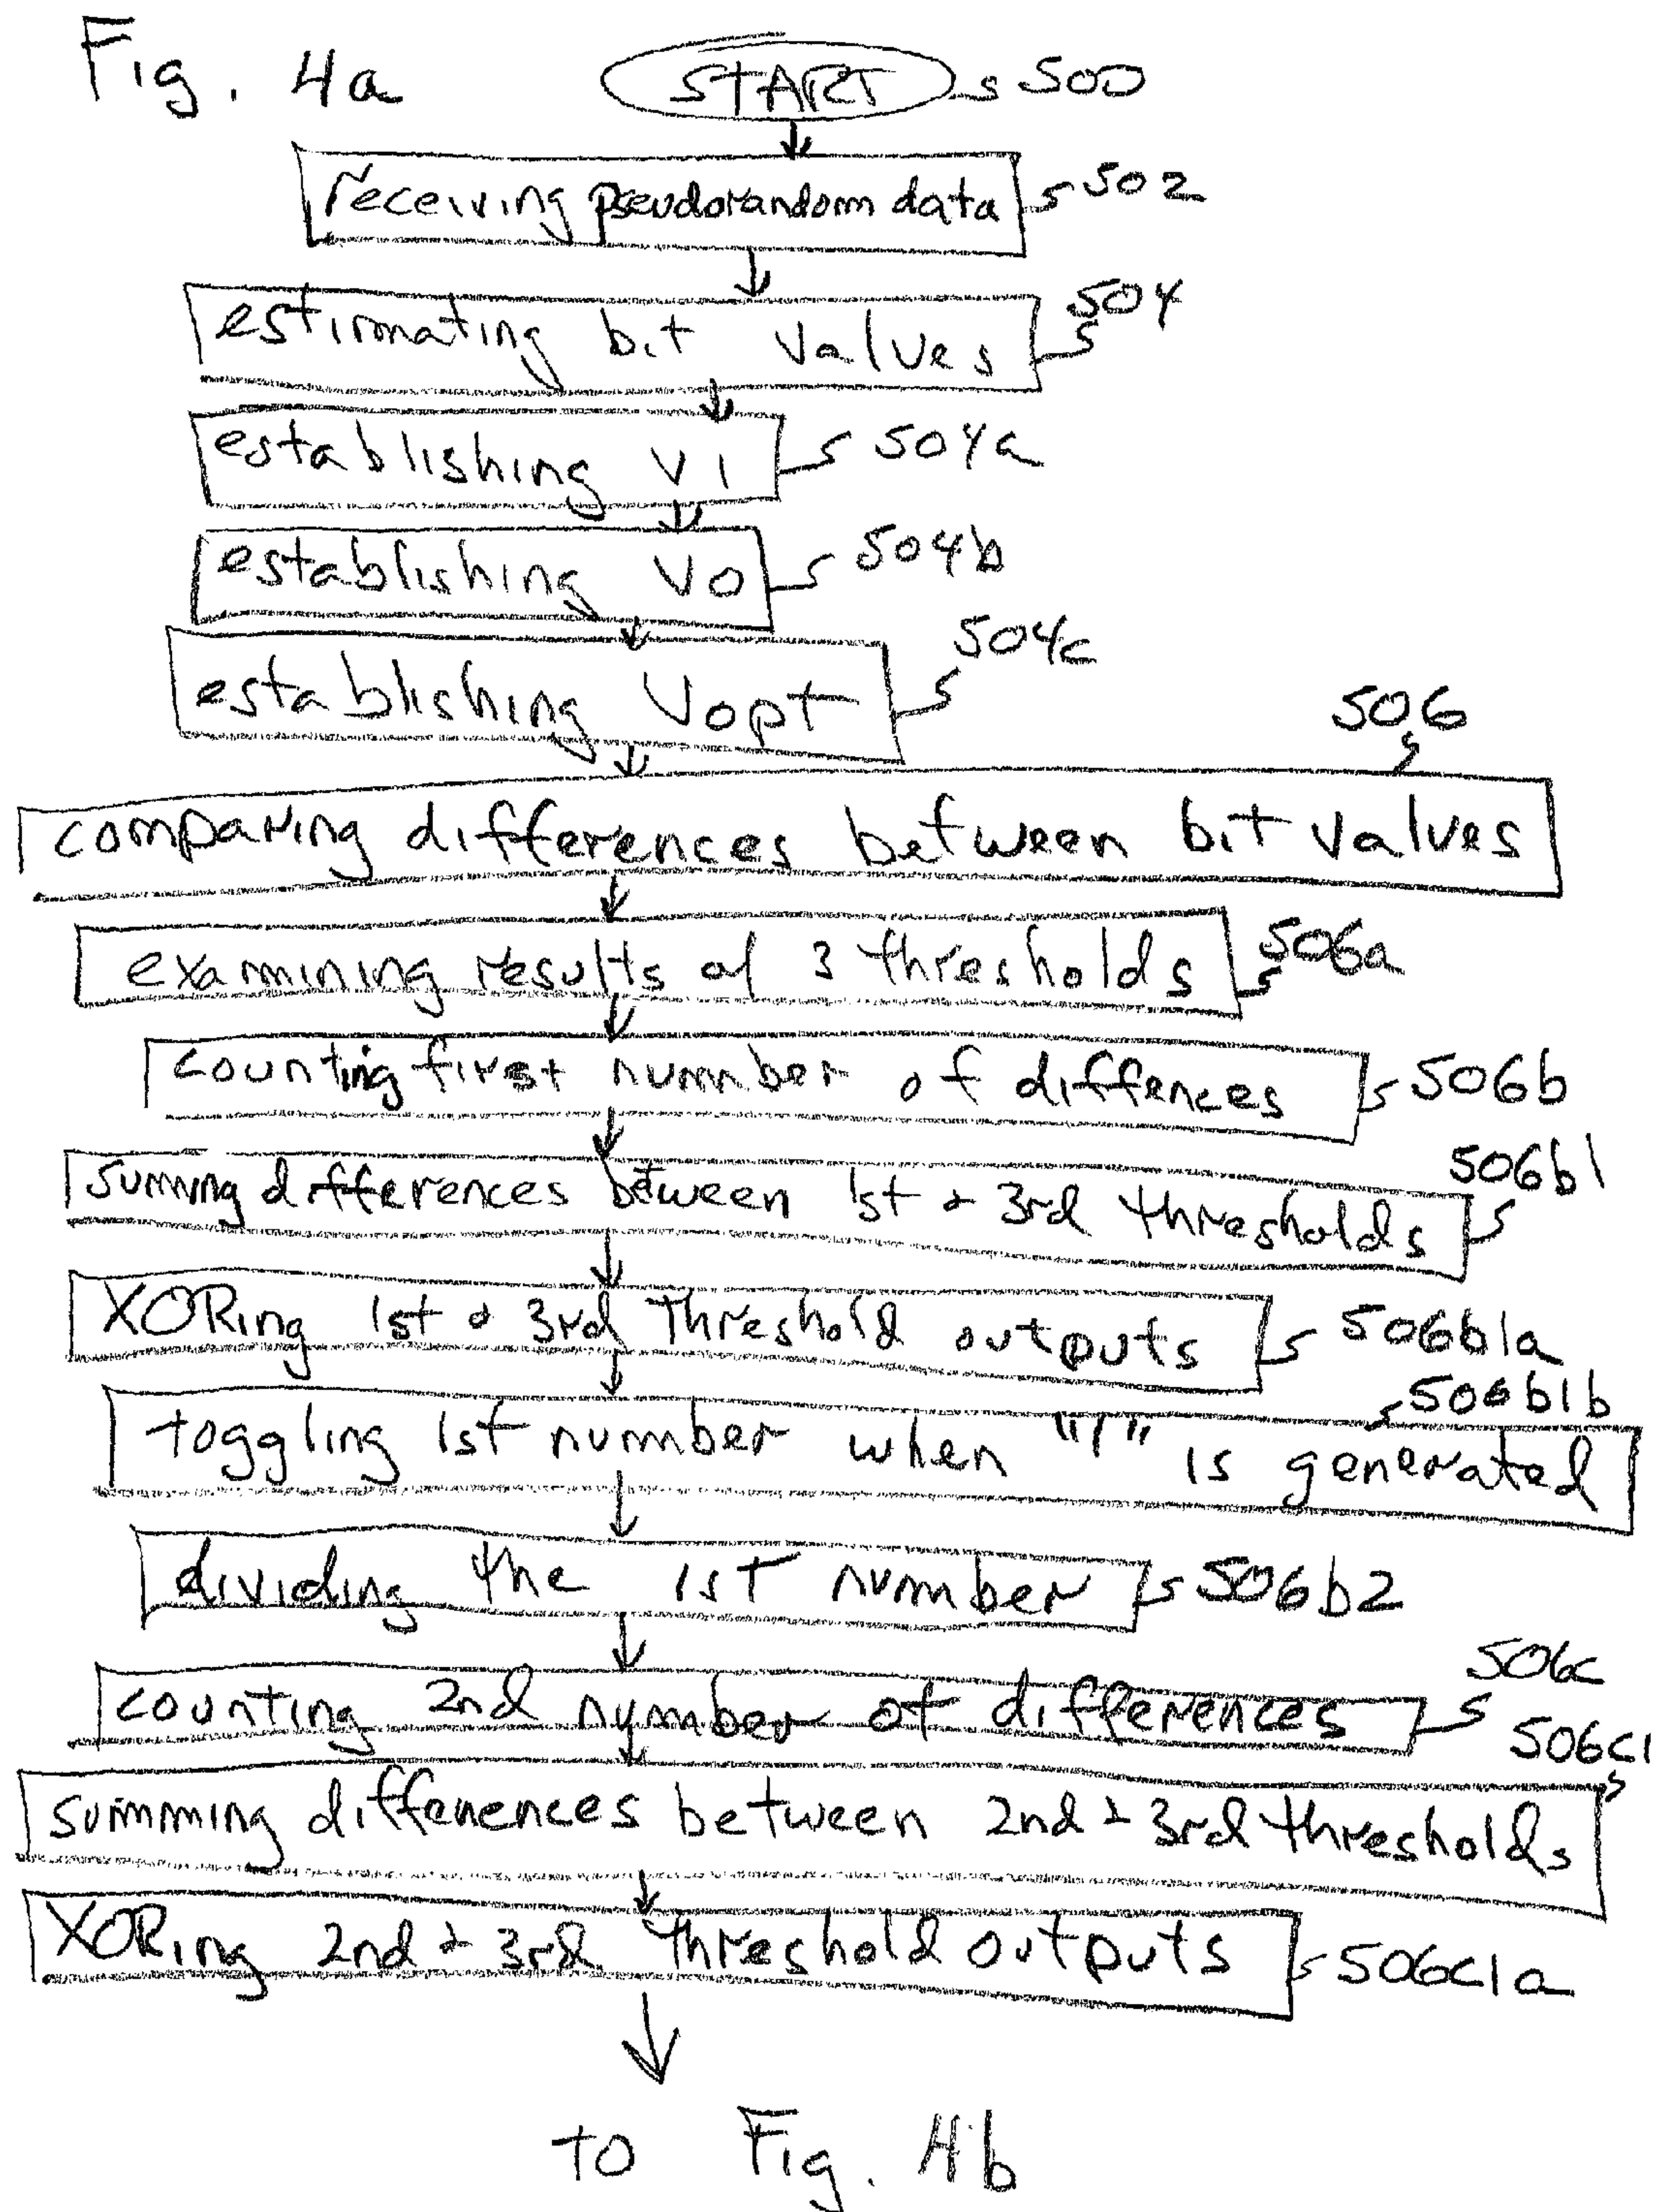 Fig. 4a START 500
receiving pseudorandom data 502
504
estimating bit values
establishing V1 504a
establishing V0 504b
504c
establishing Vopt
506
comparing differences between bit values
examining results of 3 thresholds 506a
counting first number of diffences 506b
506b1
suming differences between 1st & 3rd thresholds
XORing 1st & 3rd threshold outputs 506b1a
506b1b
toggling 1st number when "1" is generated
dividing the 1st number 506b2
506c
counting 2nd number of differences
506c1
summing differences between 2nd & 3rd thresholds
XORing 2nd & 3rd threshold outputs 506c1a
to Fig. 4b